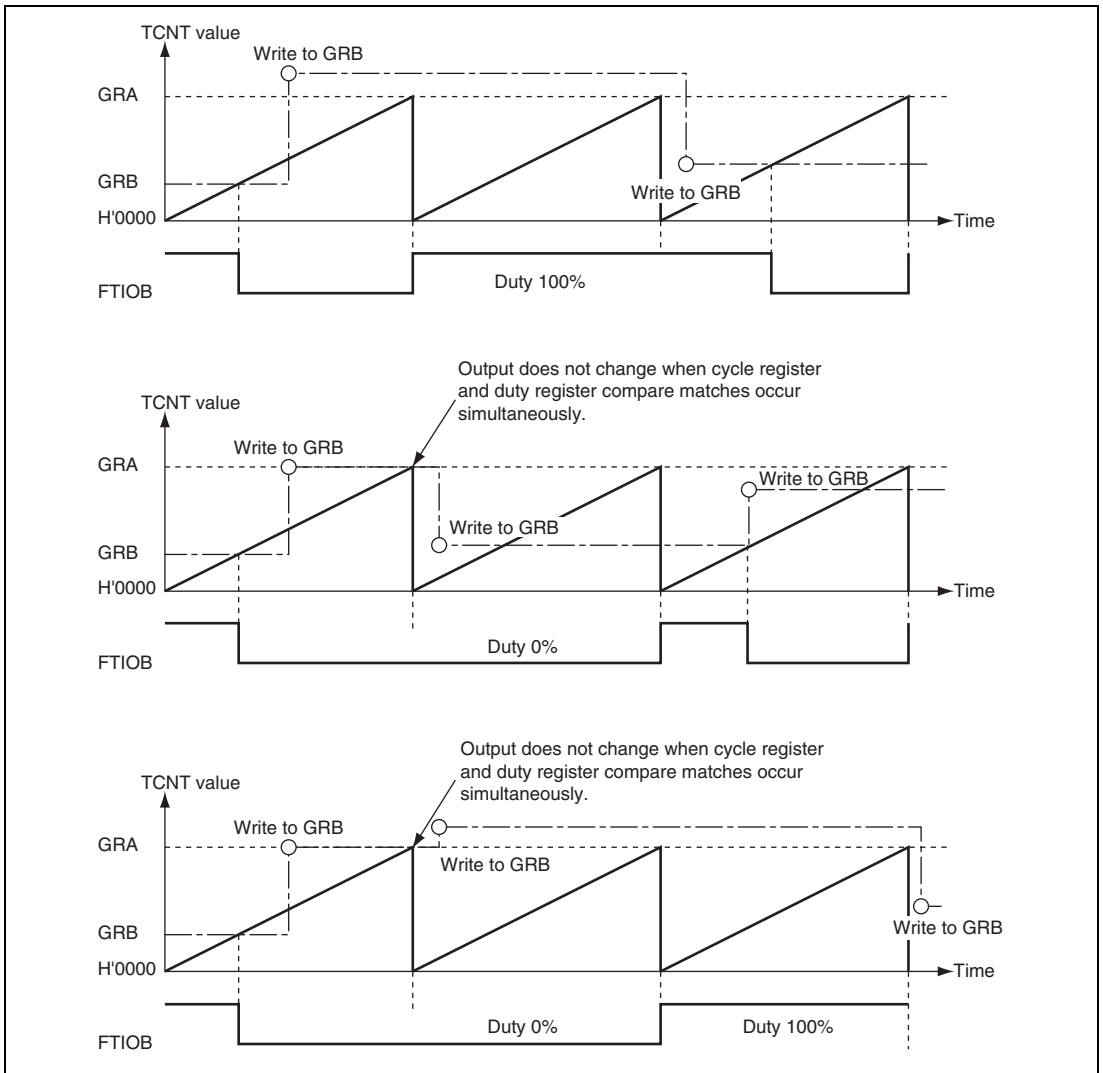 TCNT value
Write to GRB
GRA
GRB
Write to GRB
H'0000
Time
FTIOB
Duty 100%
Output does not change when cycle register
and duty register compare matches occur
simultaneously.
TCNT value
Write to GRB
GRA
Write to GRB
Write to GRB
GRB
H'0000
Time
FTIOB
Duty 0%
Output does not change when cycle register
and duty register compare matches occur
simultaneously.
TCNT value
Write to GRB
GRA
Write to GRB
GRB
Write to GRB
H'0000
Time
FTIOB
Duty 0%
Duty 100%